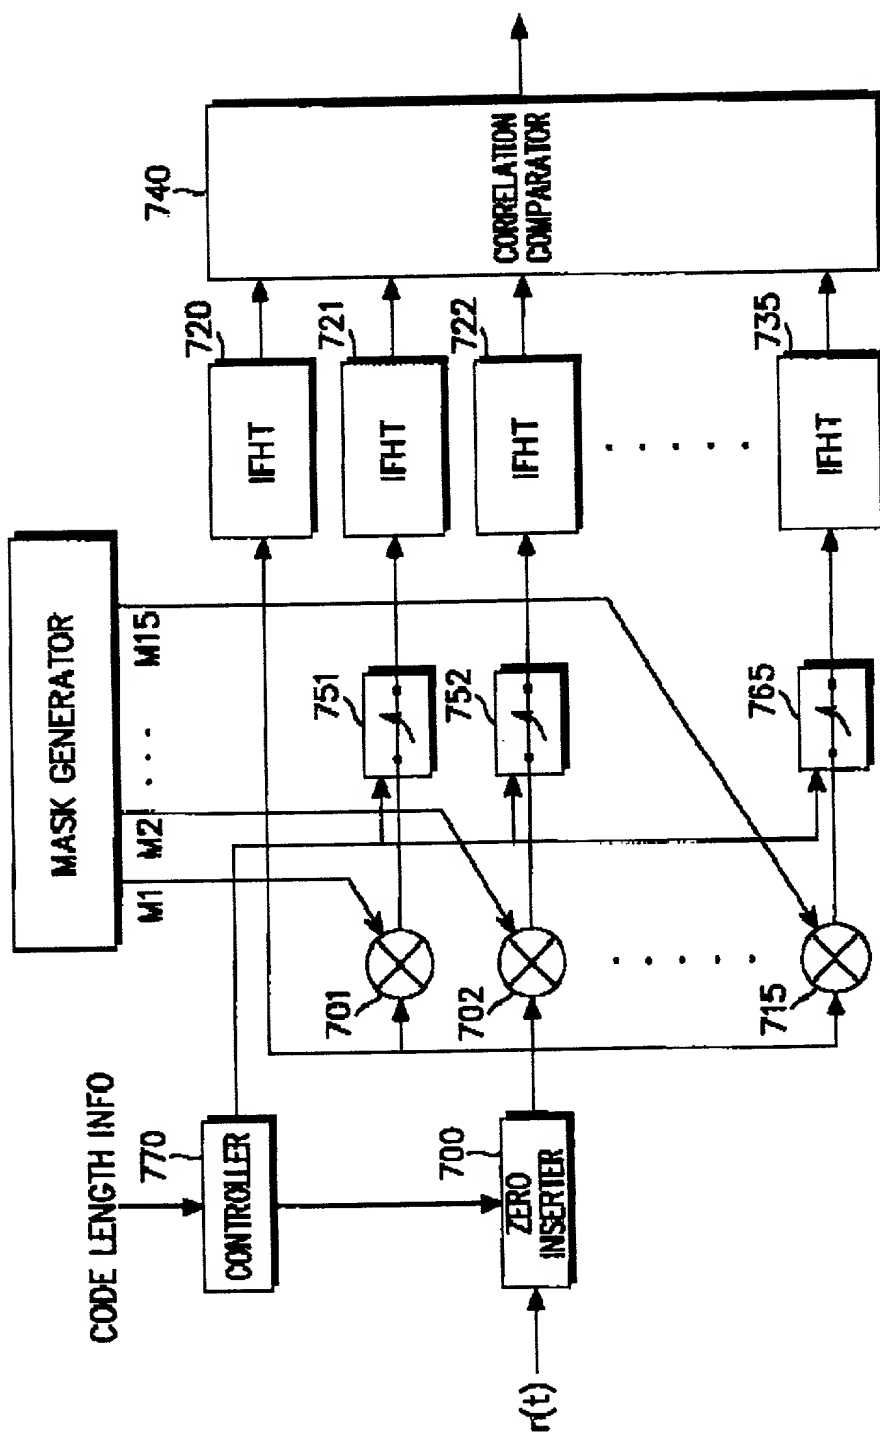 MASK GENERATOR
M1 M2 · · · M15
CODE LENGTH INFO
770
CONTROLLER
700
ZERO
INSERTER
r(t)
701
702
· · · · ·
715
751
752
765
720
IFHT
721
IFHT
722
IFHT
· · · · ·
735
IFHT
740
CORRELATION
COMPARATOR